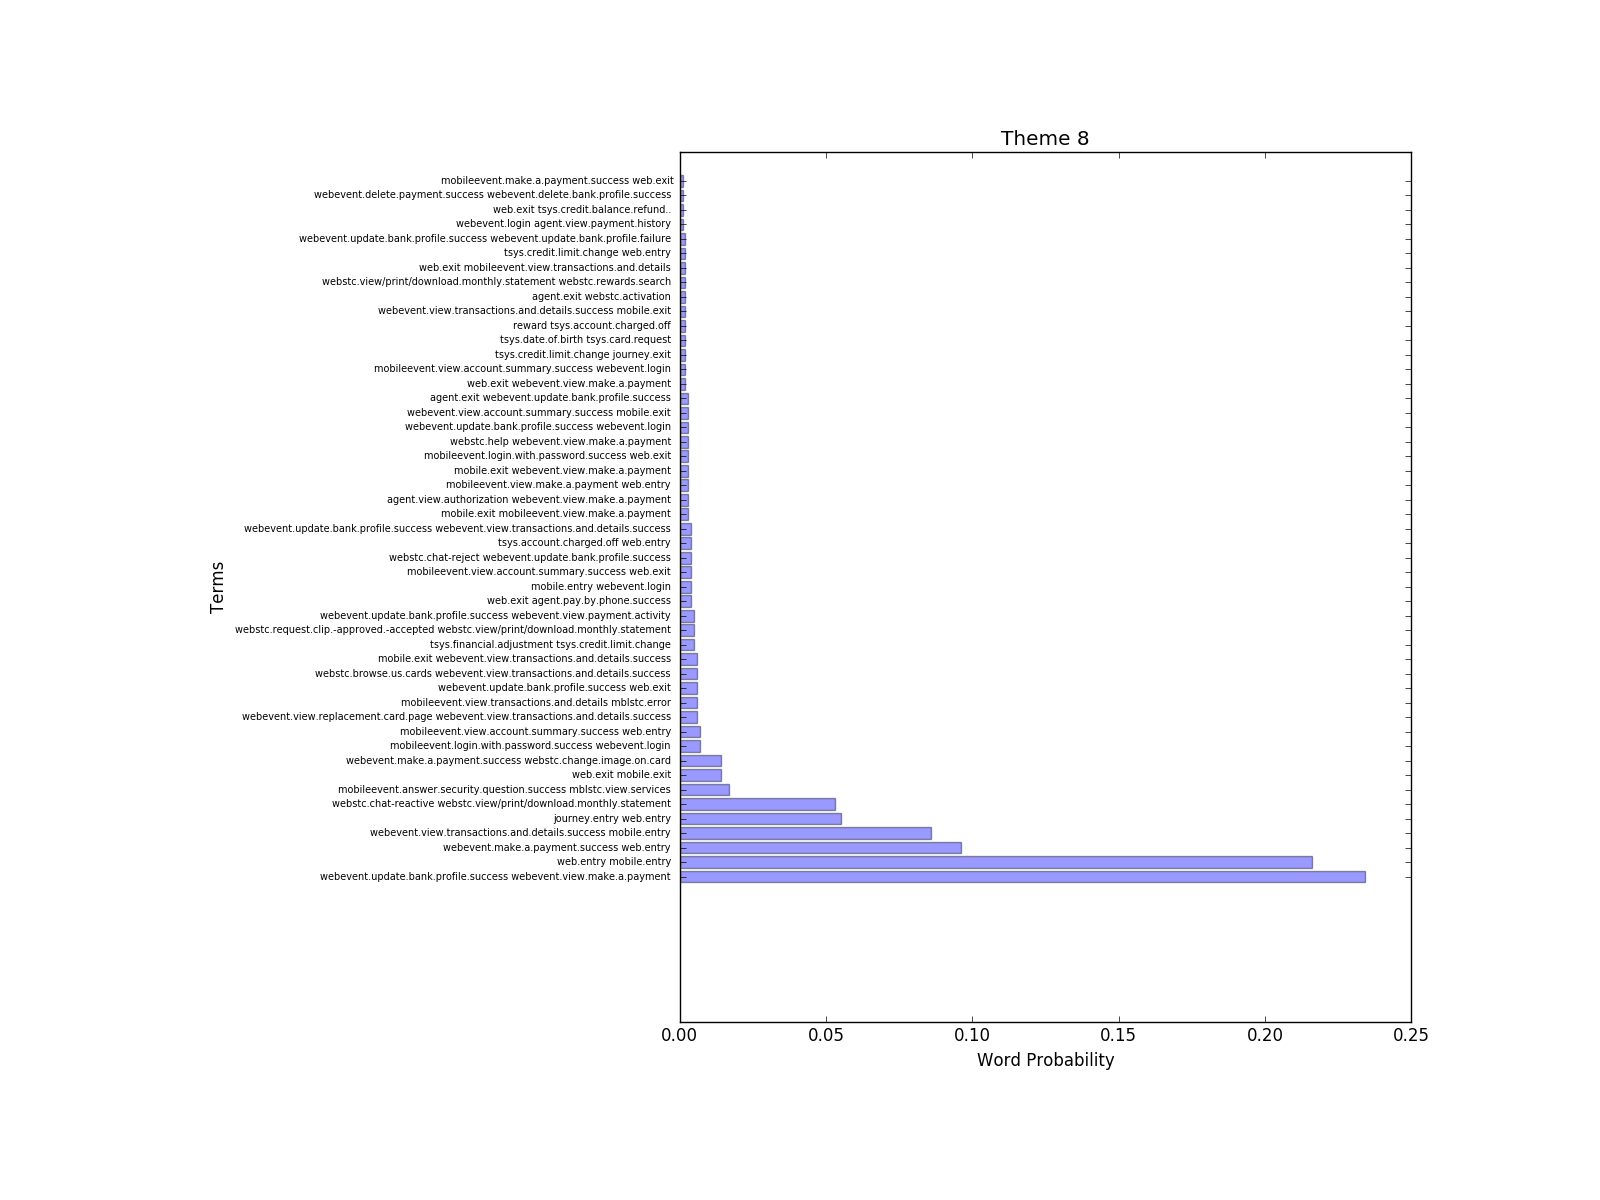 Theme 8
mobileevent.make.a.payment.success web.exit
webevent.delete.payment.success webevent.delete.bank.profile.success
web.exit tsys.credit.balance.refund..
webevent.login agent.view.payment.history
webevent.update.bank.profile.success webevent.update.bank.profile.failure
tsys.credit.limit.change web.entry
web.exit mobileevent.view.transactions.and.details
webstc.view/print/download.monthly.statement webstc.rewards.search
agent.exit webstc.activation
webevent.view.transactions.and.details.success mobile.exit
reward tsys.account.charged.off
tsys.date.of.birth tsys.card.request
tsys.credit.limit.change journey.exit
mobileevent.view.account.summary.success webevent.login
web.exit webevent.view.make.a.payment
agent.exit webevent.update.bank.profile.success
webevent.view.account.summary.success mobile.exit
webevent.update.bank.profile.success webevent.login
webstc.help webevent.view.make.a.payment
mobileevent.login.with.password.success web.exit
mobile.exit webevent.view.make.a.payment
mobileevent.view.make.a.payment web.entry
agent.view.authorization webevent.view.make.a.payment
mobile.exit mobileevent.view.make.a.payment
webevent.update.bank.profile.success webevent.view.transactions.and.details.success
tsys.account.charged.off web.entry
webstc.chat-reject webevent.update.bank.profile.success
mobileevent.view.account.summary.success web.exit
mobile.entry webevent.login
web.exit agent.pay.by.phone.success
webevent.update.bank.profile.success webevent.view.payment.activity
webstc.request.clip.-approved.-accepted webstc.view/print/download.monthly.statement
tsys.financial.adjustment tsys.credit.limit.change
mobile.exit webevent.view.transactions.and.details.success
webstc.browse.us.cards webevent.view.transactions.and.details.success
webevent.update.bank.profile.success web.exit
mobileevent.view.transactions.and.details mblstc.error
webevent.view.replacement.card.page webevent.view.transactions.and.details.success
mobileevent.view.account.summary.success web.entry
mobileevent.login.with.password.success webevent.login
webevent.make.a.payment.success webstc.change.image.on.card
web.exit mobile.exit
mobileevent.answer.security.question.success mblstc.view.services
webstc.chat-reactive webstc.view/print/download.monthly.statement
journey.entry web.entry
webevent.view.transactions.and.details.success mobile.entry
webevent.make.a.payment.success web.entry
web.entry mobile.entry
webevent.update.bank.profile.success webevent.view.make.a.payment
Terms
0.00 0.05 0.10 0.15 0.20 0.25
Word Probability